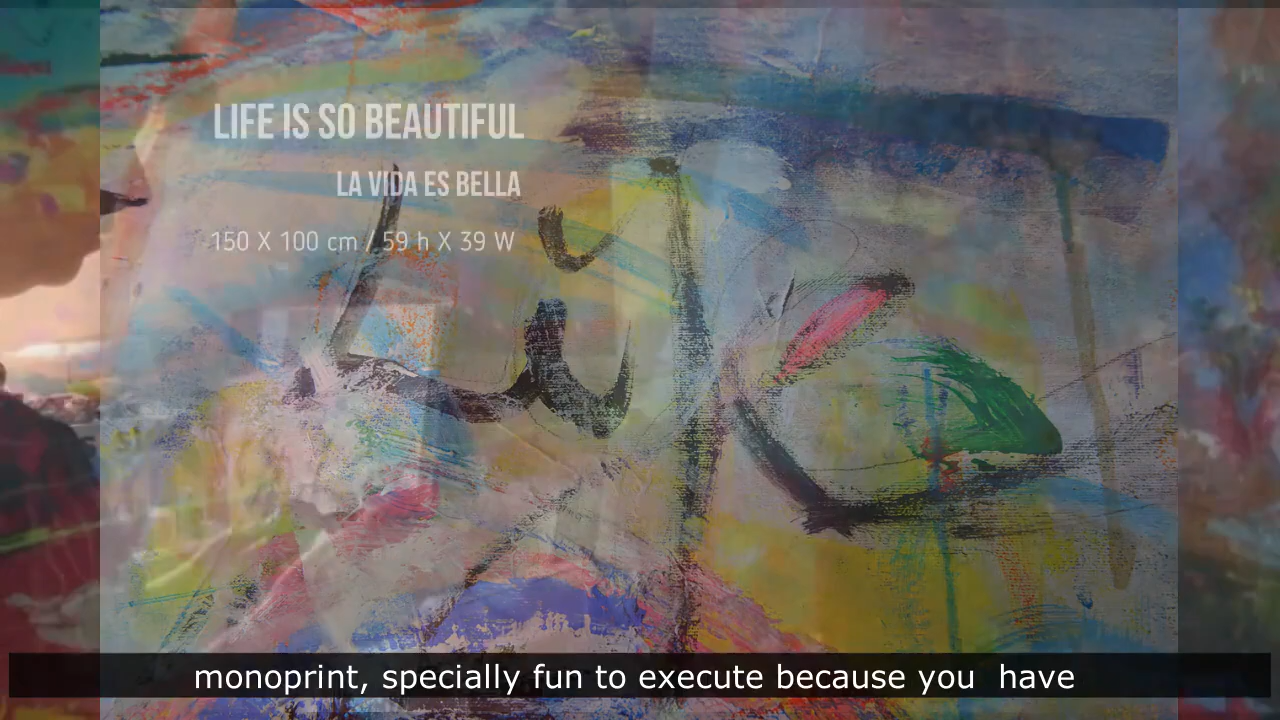 LIFE IS SO BEAUTIFUL
LA VIDA ES BELLA
150 X 100 cm / 59 h X 39 W
monoprint, specially fun to execute because you  have